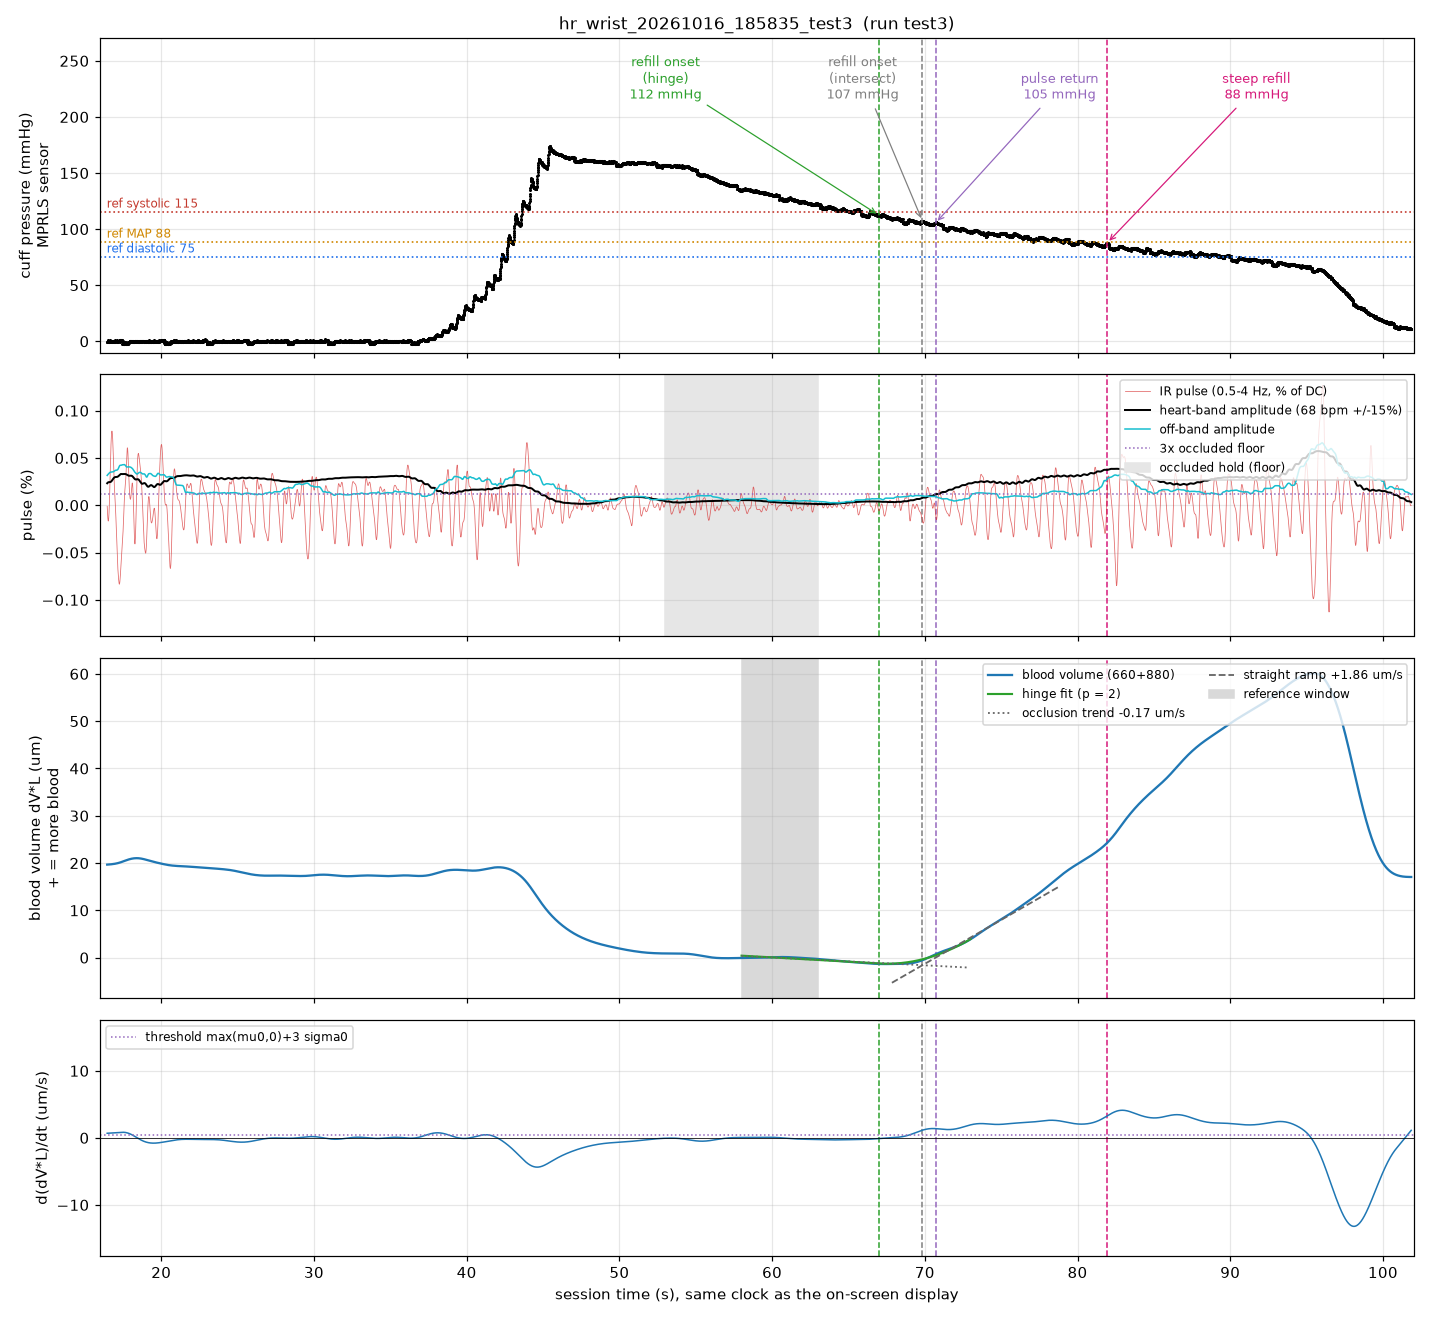 hr_wrist_20261016_185835_test3  (run test3)
250
200
150
100
50
0
cuff pressure (mmHg)
MPRLS sensor
refill onset
(hinge)
112 mmHg
refill onset
(intersect)
107 mmHg
pulse return
105 mmHg
steep refill
88 mmHg
ref systolic 115
ref MAP 88
ref diastolic 75
0.10
0.05
0.00
−0.05
−0.10
pulse (%)
IR pulse (0.5-4 Hz, % of DC)
heart-band amplitude (68 bpm +/-15%)
off-band amplitude
3x occluded floor
occluded hold (floor)
60
50
40
30
20
10
0
blood volume dV*L (um)
+ = more blood
blood volume (660+880)
hinge fit (p = 2)
occlusion trend -0.17 um/s
straight ramp +1.86 um/s
reference window
threshold max(mu0,0)+3 sigma0
10
0
−10
d(dV*L)/dt (um/s)
20
30
40
50
60
70
80
90
100
session time (s), same clock as the on-screen display